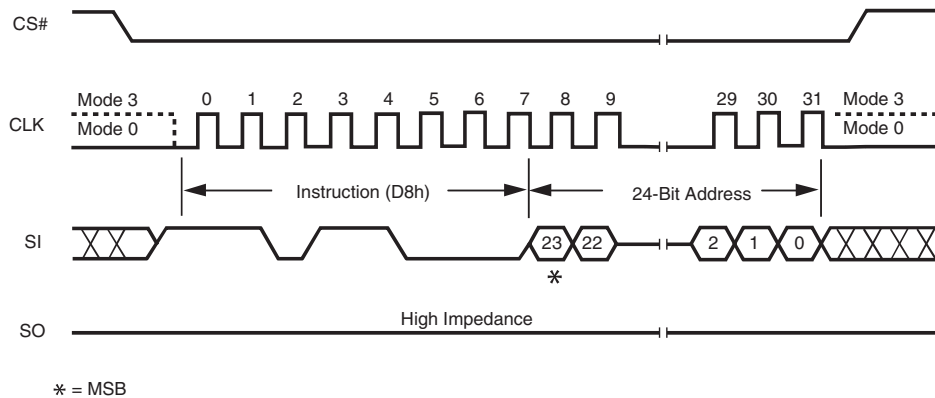 CS#
Mode 3
0 1 2 3 4 5 6 7 8 9 29 30 31
Mode 3
CLK
Mode 0
Mode 0
Instruction (D8h)
24-Bit Address
SI
23 22 2 1 0
*
High Impedance
SO
* = MSB